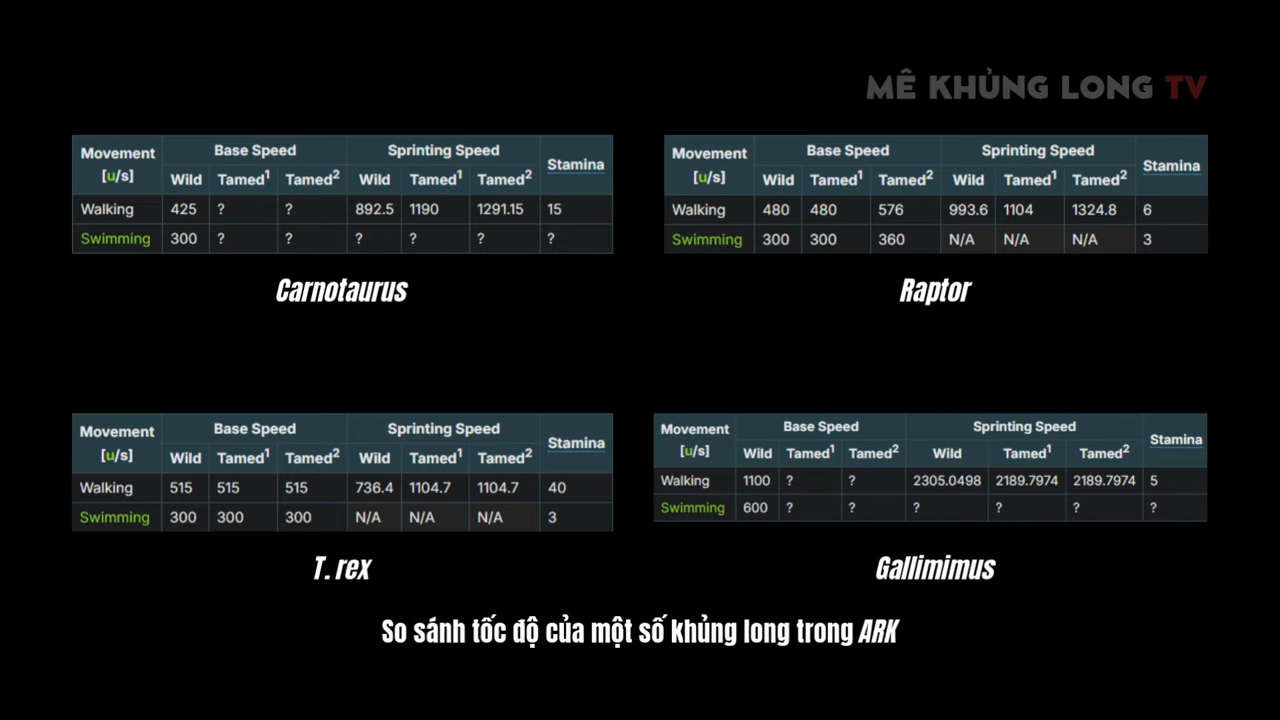 MÊ KHỦNG LONG TV
Movement [u/s] Base Speed Sprinting Speed Stamina
Wild Tamed¹ Tamed² Wild Tamed¹ Tamed²
Walking 425 ? ? 892.5 1190 1291.15 15
Swimming 300 ? ? ? ? ? ?
Carnotaurus
Movement [u/s] Base Speed Sprinting Speed Stamina
Wild Tamed¹ Tamed² Wild Tamed¹ Tamed²
Walking 480 480 576 993.6 1104 1324.8 6
Swimming 300 300 360 N/A N/A N/A 3
Raptor
Movement [u/s] Base Speed Sprinting Speed Stamina
Wild Tamed¹ Tamed² Wild Tamed¹ Tamed²
Walking 515 515 515 736.4 1104.7 1104.7 40
Swimming 300 300 300 N/A N/A N/A 3
T. rex
Movement [u/s] Base Speed Sprinting Speed Stamina
Wild Tamed¹ Tamed² Wild Tamed¹ Tamed²
Walking 1100 ? ? 2305.0498 2189.7974 2189.7974 5
Swimming 600 ? ? ? ? ? ?
Gallimimus
So sánh tốc độ của một số khủng long trong ARK